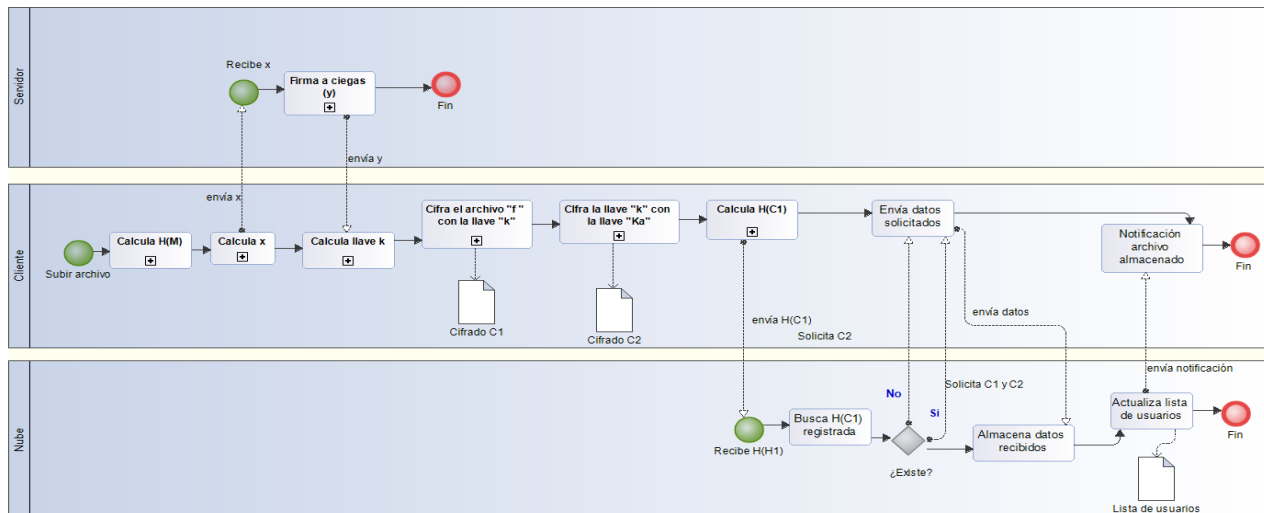 Servidor
Recibe x
Firma a ciegas
(y)
Fin
envía y
envía x
Cliente
Subir archivo
Calcula H(M)
Calcula x
Calcula llave k
Cifra el archivo "f"
con la llave "k"
CIfra la llave "k" con
la llave "Ka"
Calcula H(C1)
Envía datos
solicitados
Notificación
archivo
almacenado
Fin
Cifrado C1
Cifrado C2
envía H(C1)
Solicita C2
envía datos
envía notificación
Nube
Recibe H(H1)
Busca H(C1)
registrada
No
Si
Solicita C1 y C2
¿Existe?
Almacena datos
recibidos
Actualiza lista
de usuarios
Fin
Lista de usuarios